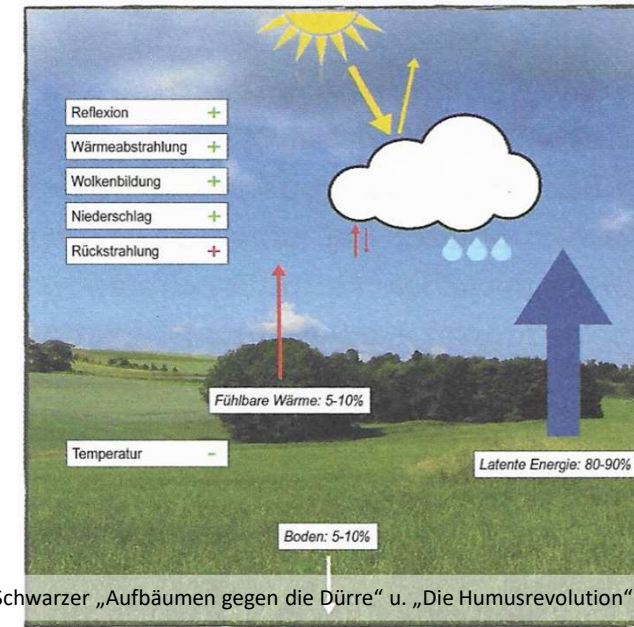 Reflexion +
Wärmeabstrahlung +
Wolkenbildung +
Niederschlag +
Rückstrahlung +
Fühlbare Wärme: 5-10%
Temperatur -
Latente Energie: 80-90%
Boden: 5-10%
Schwarzer „Aufbäumen gegen die Dürre“ u. „Die Humusrevolution“